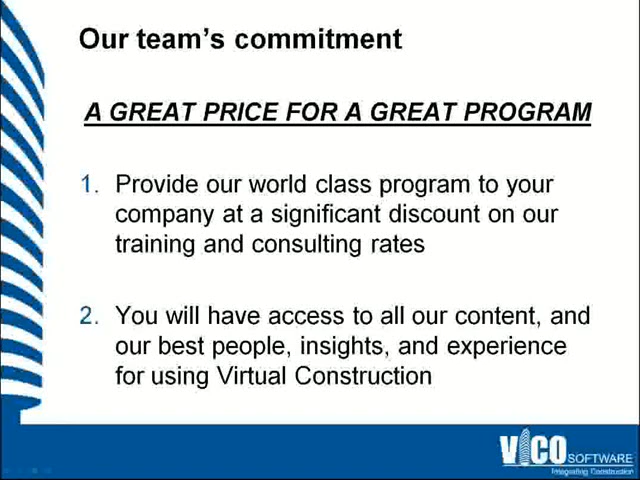 Our team's commitment
A GREAT PRICE FOR A GREAT PROGRAM
1. Provide our world class program to your
company at a significant discount on our
training and consulting rates
2. You will have access to all our content, and
our best people, insights, and experience
for using Virtual Construction
VICO SOFTWARE
Integrating Construction